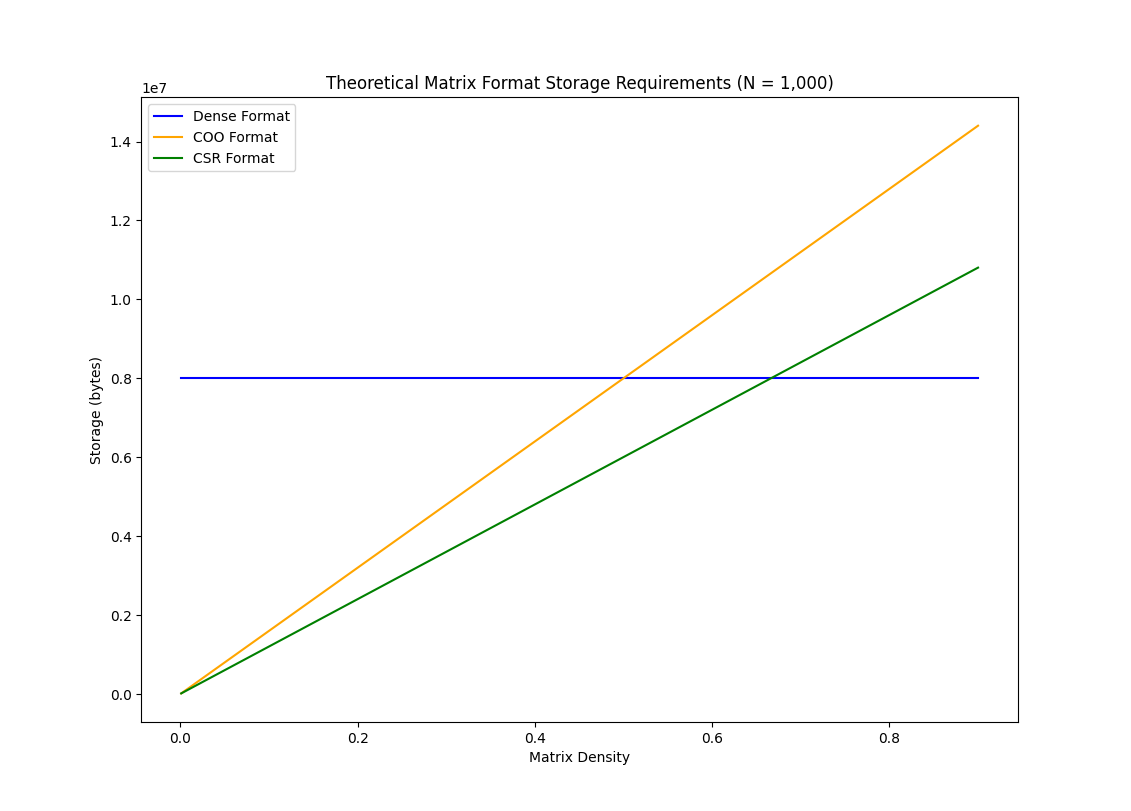 Theoretical Matrix Format Storage Requirements (N = 1,000)
1e7
Dense Format
COO Format
CSR Format
1.4
1.2
1.0
0.8
0.6
0.4
0.2
0.0
Storage (bytes)
0.0 0.2 0.4 0.6 0.8
Matrix Density